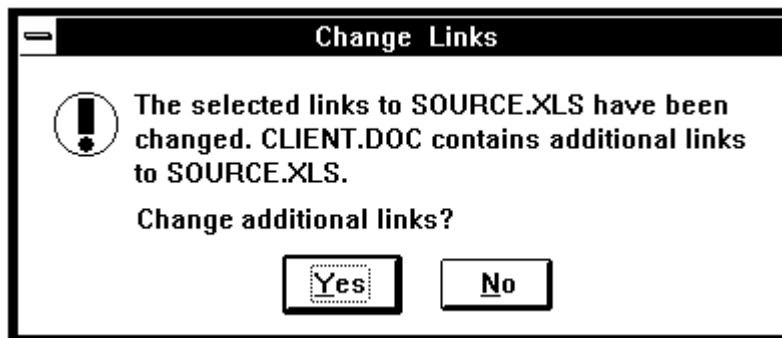 Change Links
The selected links to SOURCE.XLS have been
changed. CLIENT.DOC contains additional links
to SOURCE.XLS.
Change additional links?
Yes No